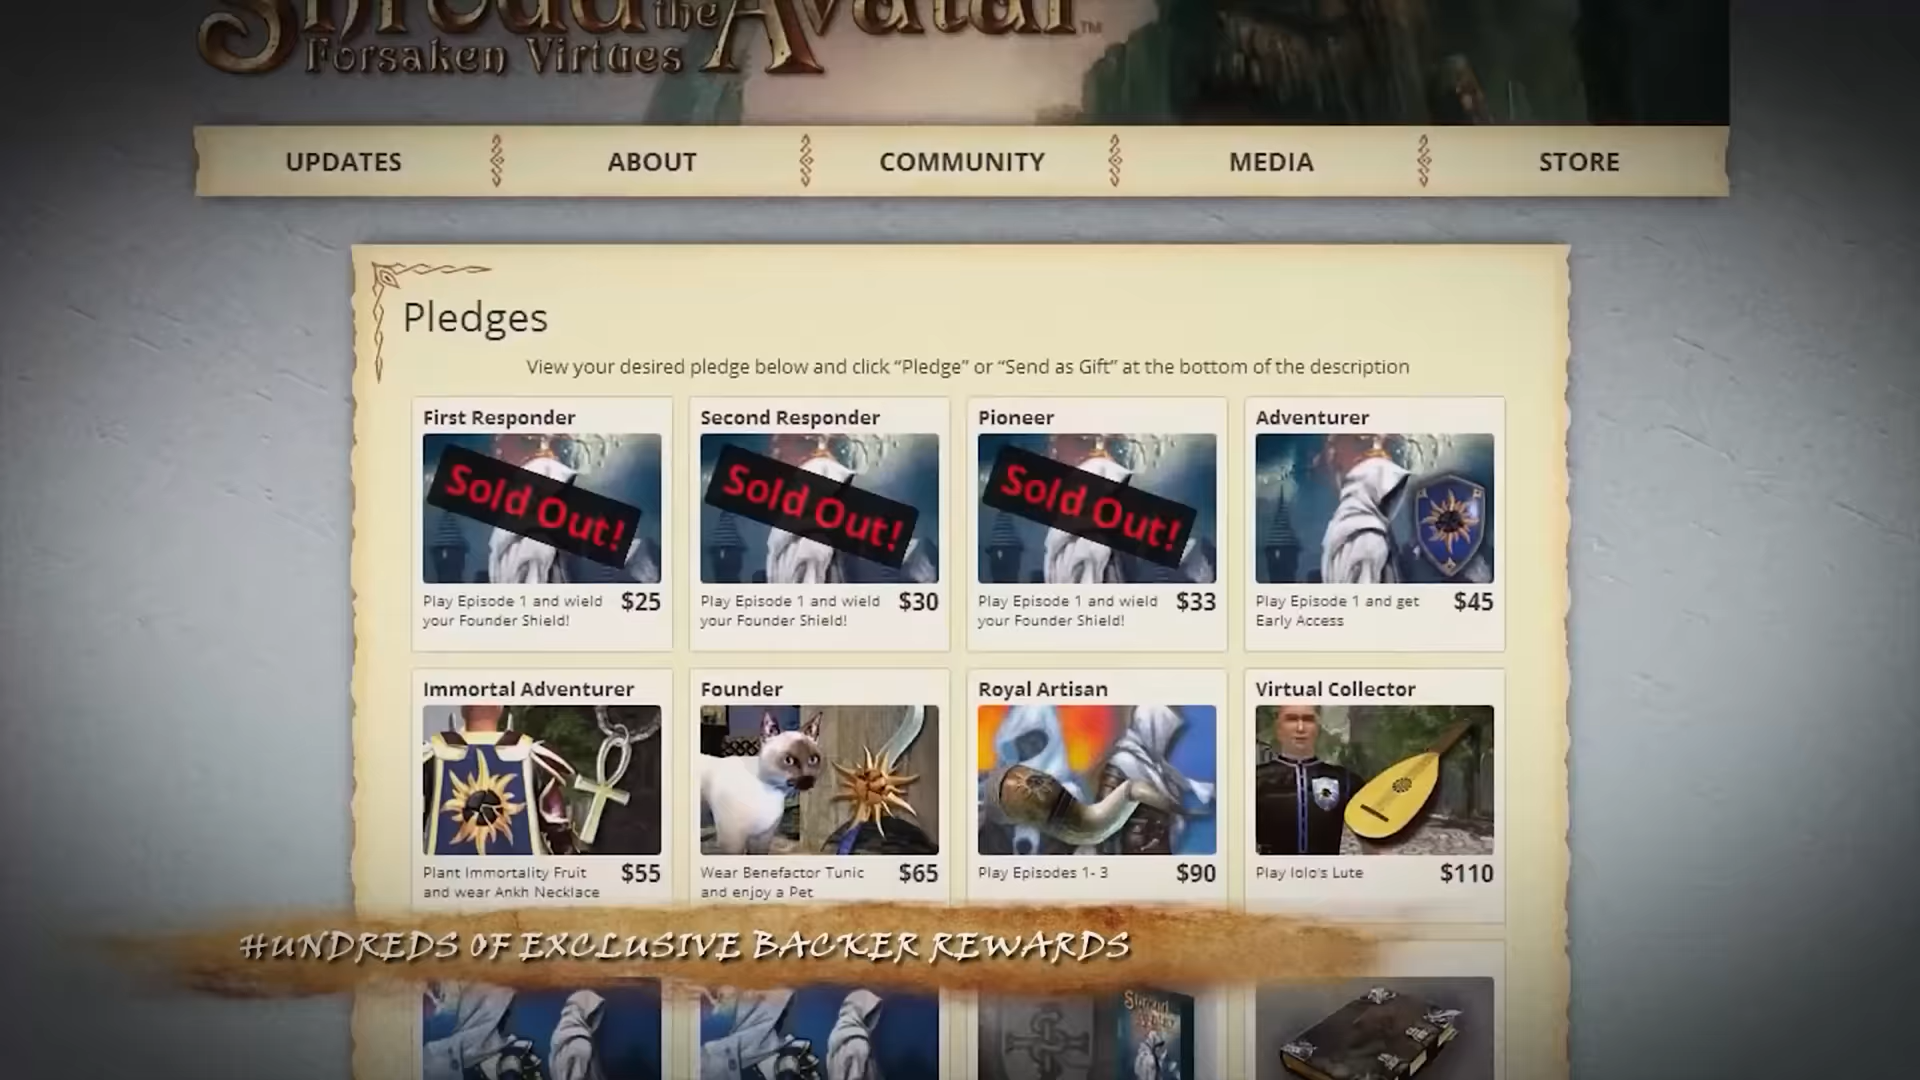 Shroud of the Avatar™
Forsaken Virtues
UPDATES
ABOUT
COMMUNITY
MEDIA
STORE
Pledges
View your desired pledge below and click “Pledge” or “Send as Gift” at the bottom of the description
First Responder
Sold Out!
Play Episode 1 and wield
your Founder Shield!
$25
Second Responder
Sold Out!
Play Episode 1 and wield
your Founder Shield!
$30
Pioneer
Sold Out!
Play Episode 1 and wield
your Founder Shield!
$33
Adventurer
Play Episode 1 and get
Early Access
$45
Immortal Adventurer
Plant Immortality Fruit
and wear Ankh Necklace
$55
Founder
Wear Benefactor Tunic
and enjoy a Pet
$65
Royal Artisan
Play Episodes 1- 3
$90
Virtual Collector
Play Iolo's Lute
$110
HUNDREDS OF EXCLUSIVE BACKER REWARDS
Shroud
Avatar